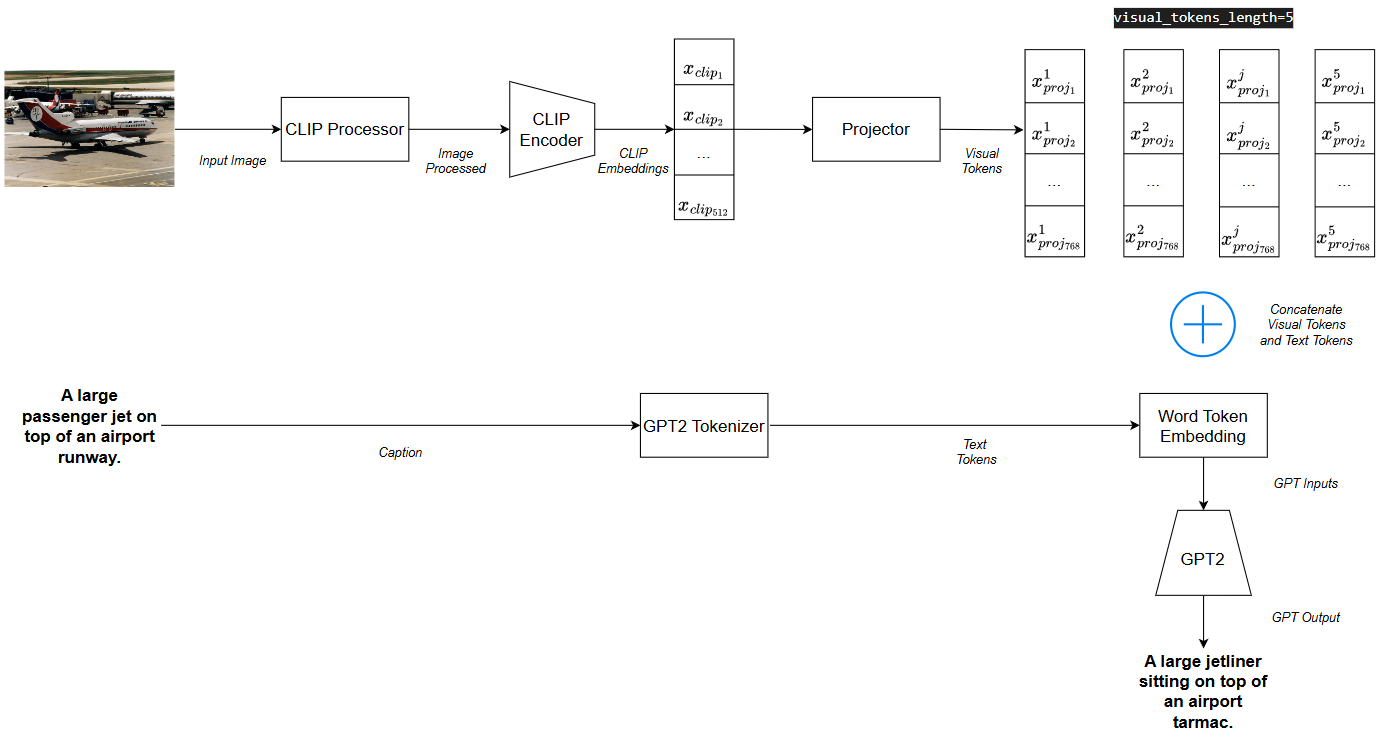 visual_tokens_length=5
x_{clip_1}
x_{clip_2}
...
x_{clip_{512}}
x^1_{proj_1}
x^2_{proj_1}
x^j_{proj_1}
x^5_{proj_1}
x^1_{proj_2}
x^2_{proj_2}
x^j_{proj_2}
x^5_{proj_2}
...
...
...
...
x^1_{proj_{768}}
x^2_{proj_{768}}
x^j_{proj_{768}}
x^5_{proj_{768}}
CLIP Processor
CLIP
Encoder
Projector
Input Image
Image
Processed
CLIP
Embeddings
Visual
Tokens
Concatenate
Visual Tokens
and Text Tokens
A large
passenger jet on
top of an airport
runway.
Caption
GPT2 Tokenizer
Text
Tokens
Word Token
Embedding
GPT Inputs
GPT2
GPT Output
A large jetliner
sitting on top of
an airport
tarmac.